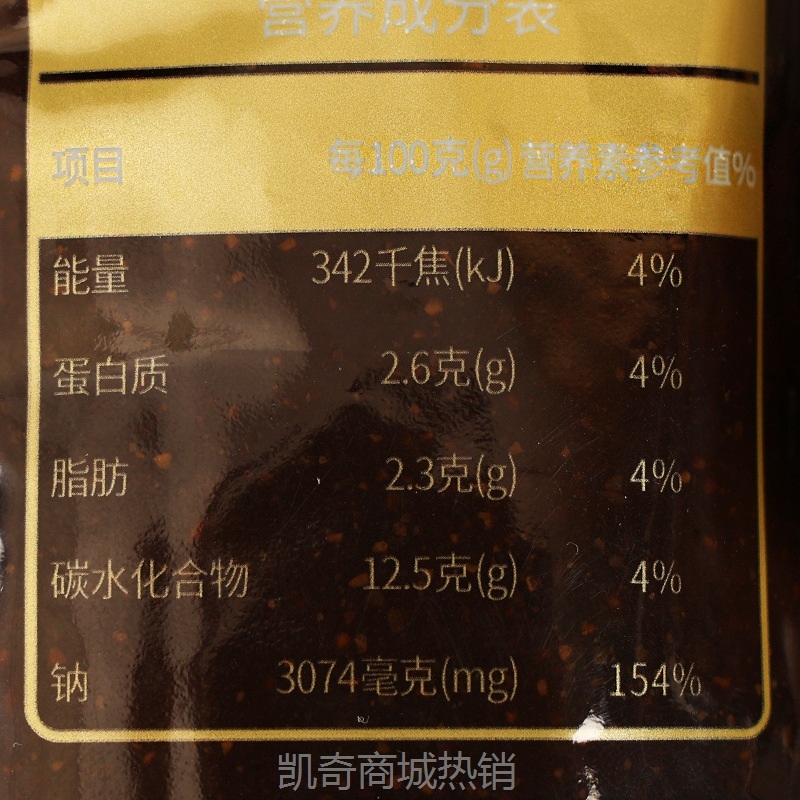 营养成分表
项目 每100克(g) 营养素参考值%
能量 342千焦(kJ) 4%
蛋白质 2.6克(g) 4%
脂肪 2.3克(g) 4%
碳水化合物 12.5克(g) 4%
钠 3074毫克(mg) 154%
凯奇商城热销